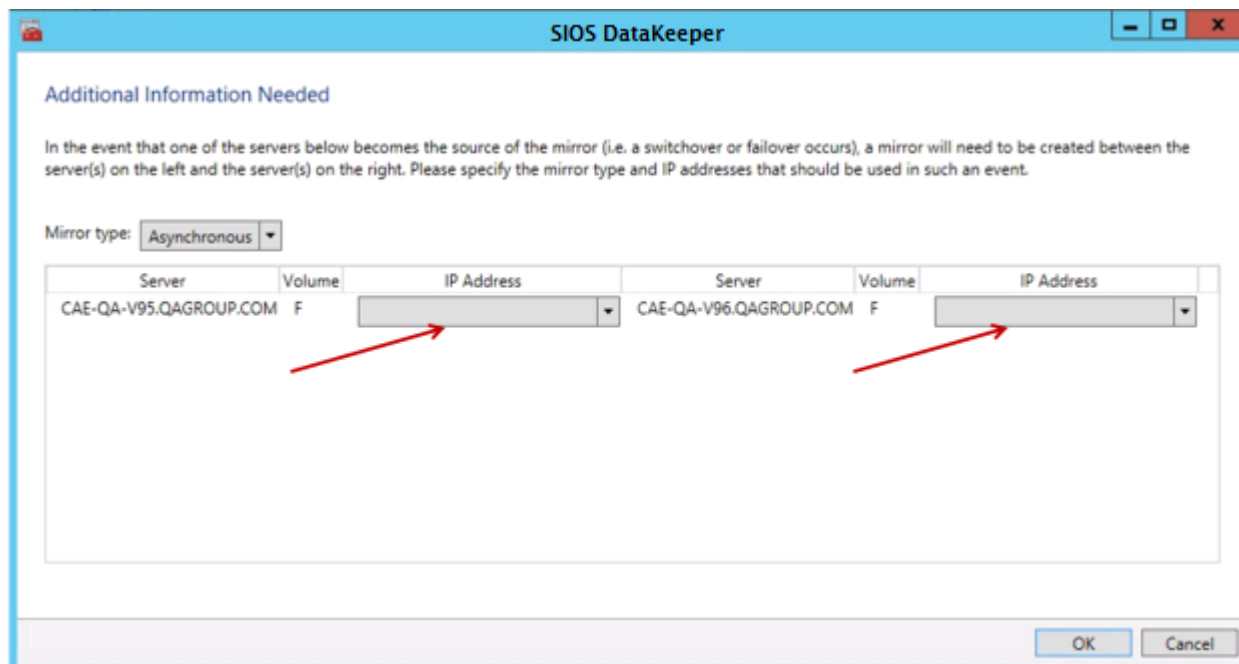 SIOS DataKeeper
Additional Information Needed
In the event that one of the servers below becomes the source of the mirror (i.e. a switchover or failover occurs), a mirror will need to be created between the
server(s) on the left and the server(s) on the right. Please specify the mirror type and IP addresses that should be used in such an event.
Mirror type: Asynchronous
Server Volume IP Address Server Volume IP Address
CAE-QA-V95.QAGROUP.COM F CAE-QA-V96.QAGROUP.COM F
OK Cancel